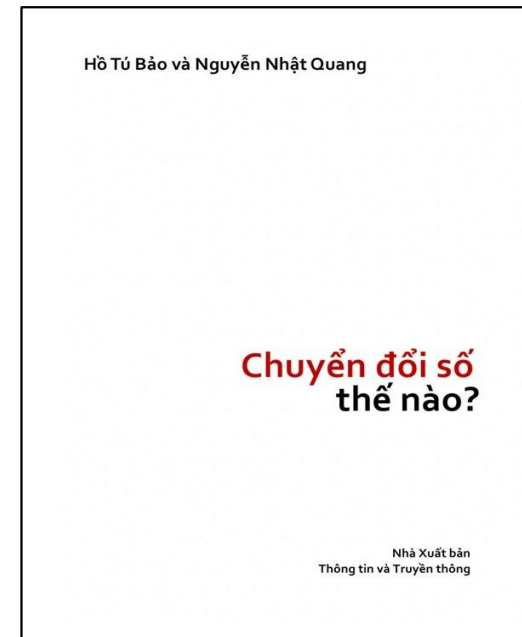 Hồ Tú Bảo và Nguyễn Nhật Quang
Chuyển đổi số
thế nào?
Nhà Xuất bản
Thông tin và Truyền thông